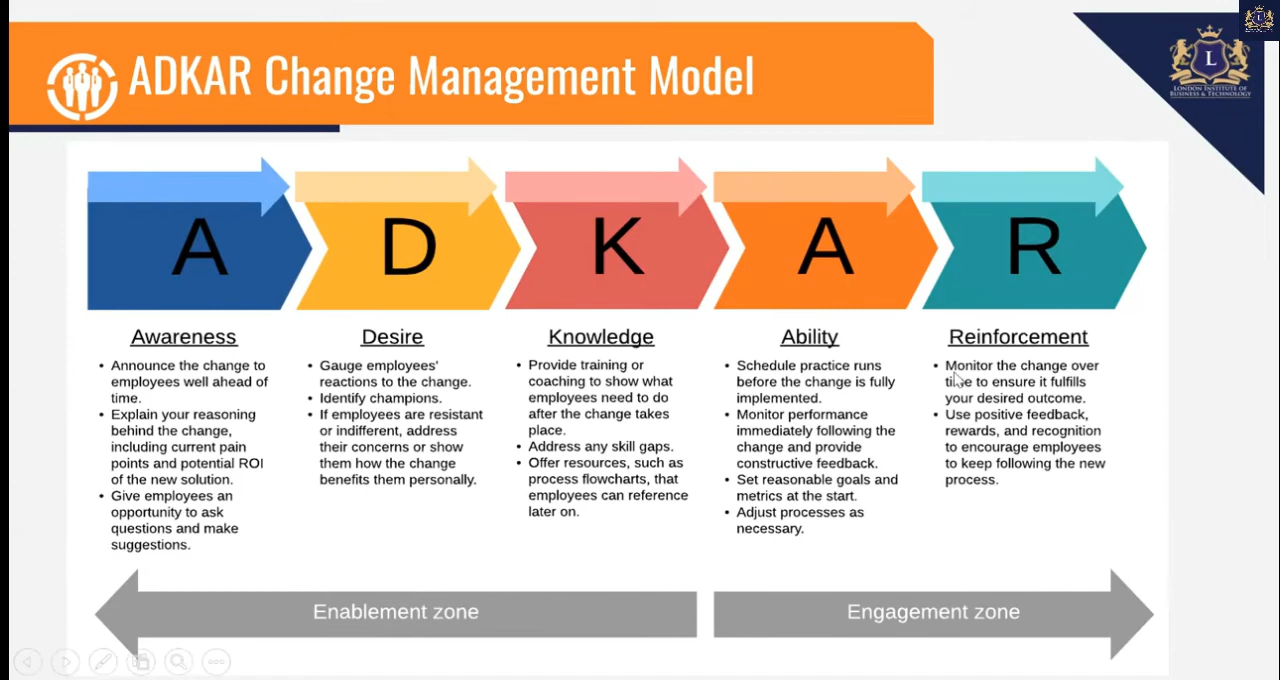 ADKAR Change Management Model
L
LONDON INSTITUTE OF
BUSINESS & TECHNOLOGY
A
D
K
A
R
Awareness
• Announce the change to
employees well ahead of
time.
• Explain your reasoning
behind the change,
including current pain
points and potential ROI
of the new solution.
• Give employees an
opportunity to ask
questions and make
suggestions.
Desire
• Gauge employees'
reactions to the change.
• Identify champions.
• If employees are resistant
or indifferent, address
their concerns or show
them how the change
benefits them personally.
Knowledge
• Provide training or
coaching to show what
employees need to do
after the change takes
place.
• Address any skill gaps.
• Offer resources, such as
process flowcharts, that
employees can reference
later on.
Ability
• Schedule practice runs
before the change is fully
implemented.
• Monitor performance
immediately following the
change and provide
constructive feedback.
• Set reasonable goals and
metrics at the start.
• Adjust processes as
necessary.
Reinforcement
• Monitor the change over
time to ensure it fulfills
your desired outcome.
• Use positive feedback,
rewards, and recognition
to encourage employees
to keep following the new
process.
Enablement zone
Engagement zone